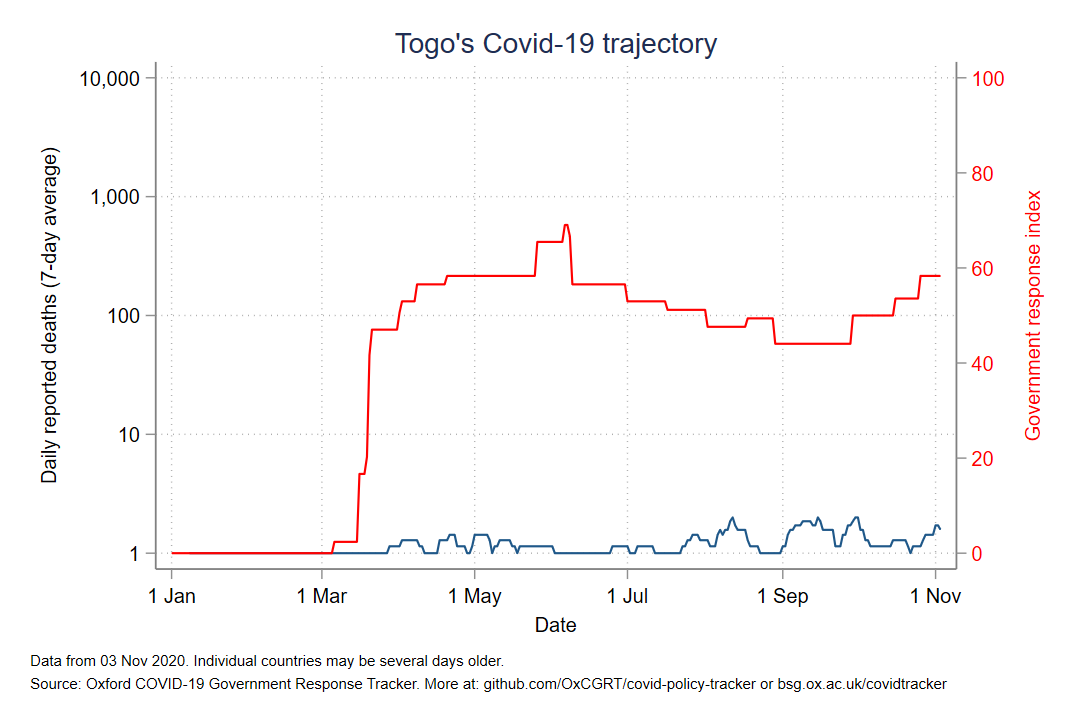 Togo's Covid-19 trajectory
Daily reported deaths (7-day average)
10,000
1,000
100
10
1
100
80
60
40
20
0
Government response index
1 Jan
1 Mar
1 May
1 Jul
1 Sep
1 Nov
Date
Data from 03 Nov 2020. Individual countries may be several days older.
Source: Oxford COVID-19 Government Response Tracker. More at: github.com/OxCGRT/covid-policy-tracker or bsg.ox.ac.uk/covidtracker